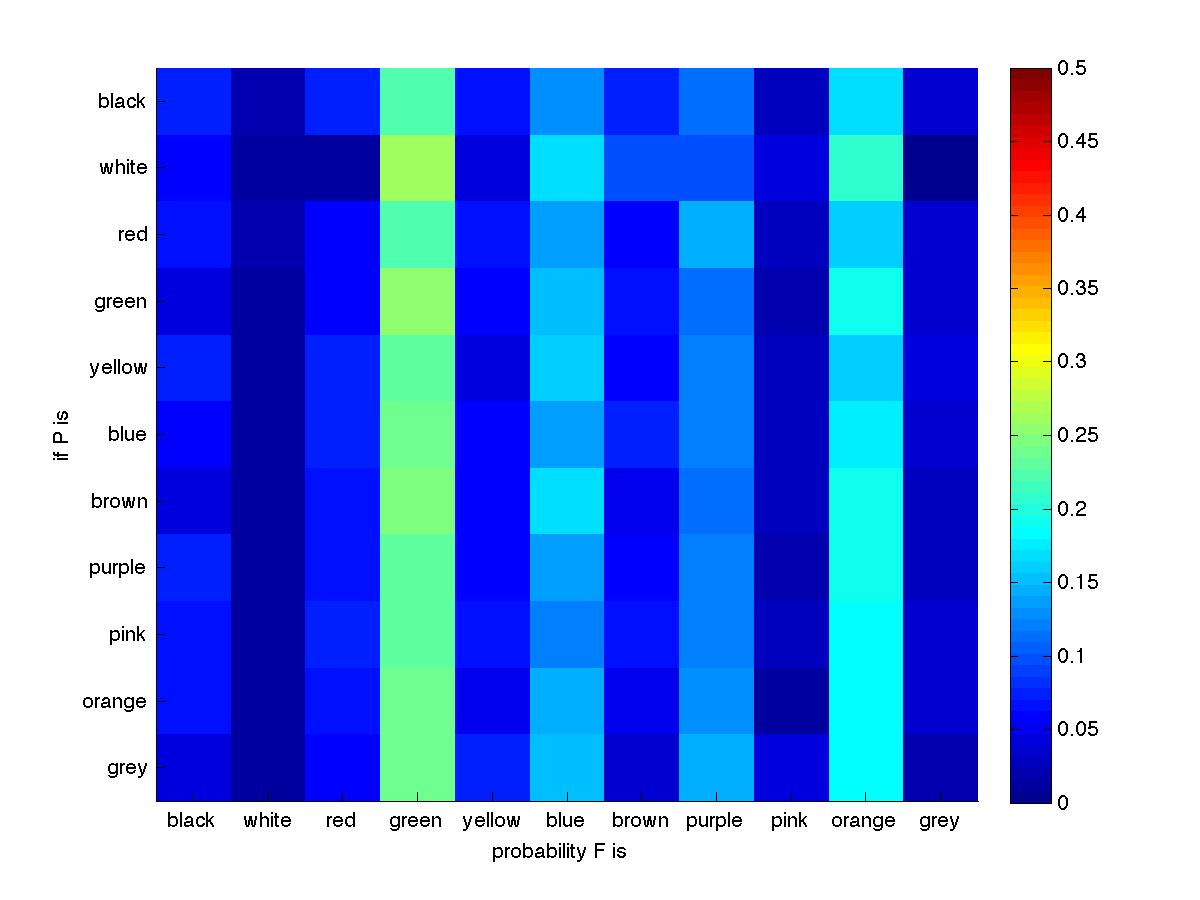 black
white
red
green
yellow
blue
brown
purple
pink
orange
grey
if P is
black white red green yellow blue brown purple pink orange grey
probability F is
0.5
0.45
0.4
0.35
0.3
0.25
0.2
0.15
0.1
0.05
0